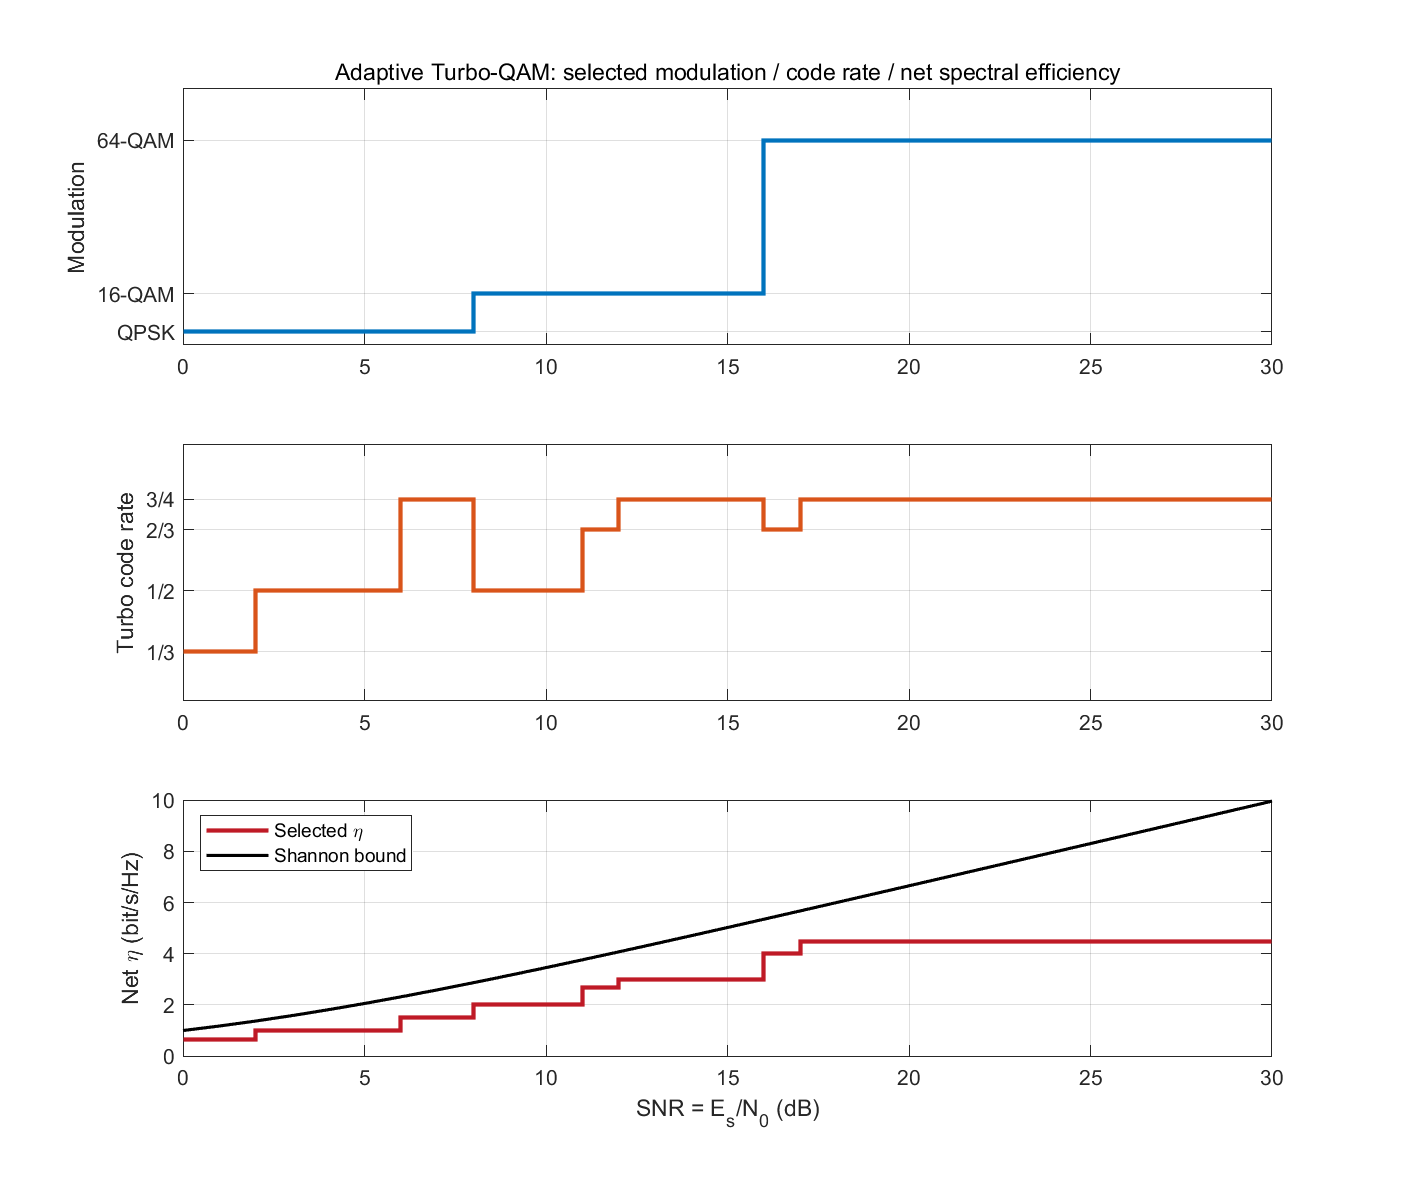 Adaptive Turbo-QAM: selected modulation / code rate / net spectral efficiency
Modulation
64-QAM
16-QAM
QPSK
0 5 10 15 20 25 30
Turbo code rate
3/4
2/3
1/2
1/3
0 5 10 15 20 25 30
Net η (bit/s/Hz)
10
8
6
4
2
0
Selected η
Shannon bound
0 5 10 15 20 25 30
SNR = E_s/N_0 (dB)